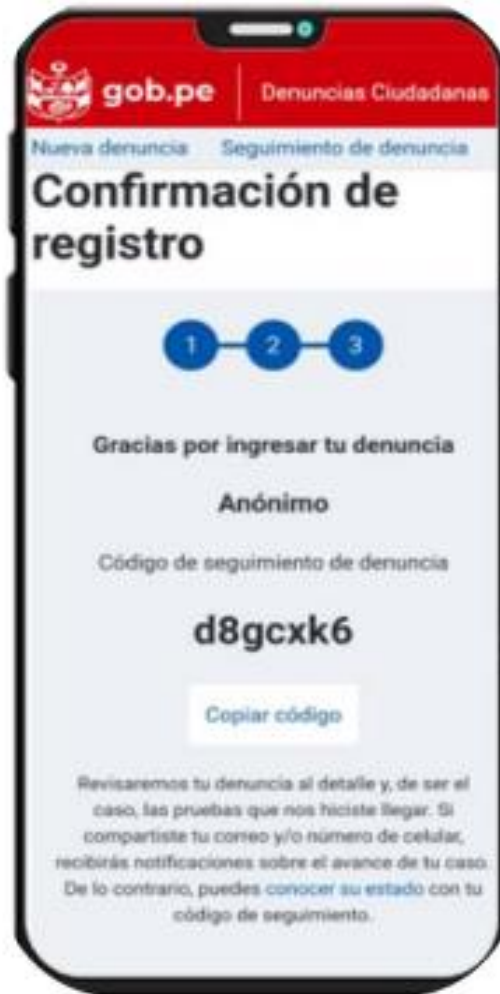 gob.pe Denuncias Ciudadanas
Nueva denuncia Seguimiento de denuncia
Confirmación de
registro
1 2 3
Gracias por ingresar tu denuncia
Anónimo
Código de seguimiento de denuncia
d8gcxk6
Copiar código
Revisaremos tu denuncia al detalle y, de ser el
caso, las pruebas que nos hiciste llegar. Si
compartiste tu correo y/o número de celular,
recibirás notificaciones sobre el avance de tu caso.
De lo contrario, puedes conocer su estado con tu
código de seguimiento.